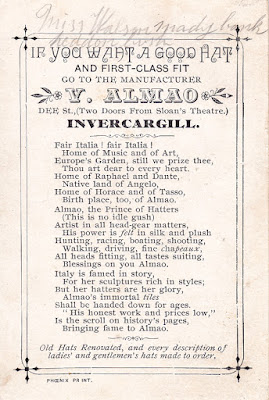 Miss Watson
IF YOU WANT A GOOD HAT
AND FIRST-CLASS FIT
GO TO THE MANUFACTURER
V. ALMAO
DEE St., (Two Doors From Sloan's Theatre.)
INVERCARGILL.
Fair Italia! fair Italia!
Home of Music and of Art,
Europe's Garden, still we prize thee,
Thou art dear to every heart.
Home of Raphael and Dante,
Native land of Angelo,
Home of Horace and of Tasso,
Birth place, too, of Almao.
Almao, the Prince of Hatters
(This is no idle gush)
Artist in all head-gear matters,
His power is felt in silk and plush
Hunting, racing, boating, shooting,
Walking, driving, fine chapeaux,
All heads fitting, all tastes suiting,
Blessings on you Almao.
Italy is famed in story,
For her sculptures rich in styles;
But her hatters are her glory,
Almao's immortal tiles
Shall be handed down for ages.
"His honest work and prices low,"
Is the scroll on history's pages,
Bringing fame to Almao.
Old Hats Renovated, and every description of
ladies' and gentlemen's hats made to order.
PHŒNIX PRINT.